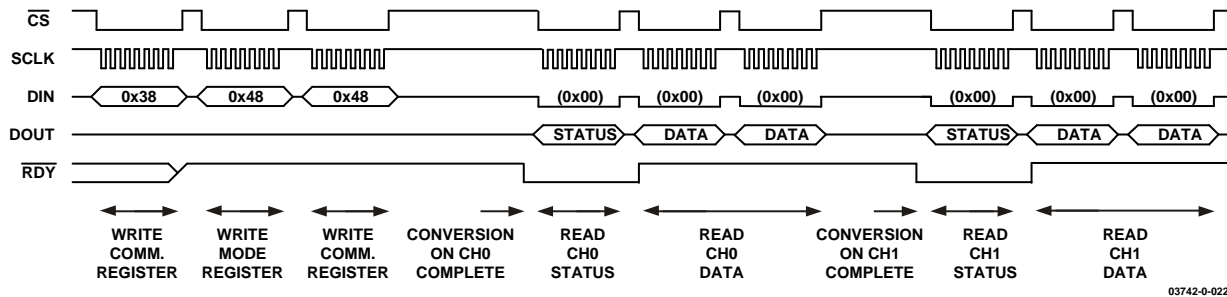 CS
SCLK
DIN 0x38 0x48 0x48 (0x00) (0x00) (0x00) (0x00) (0x00) (0x00)
DOUT STATUS DATA DATA STATUS DATA DATA
RDY
WRITE WRITE WRITE CONVERSION READ READ CONVERSION READ READ
COMM. MODE COMM. ON CH0 CH0 CH0 ON CH1 CH1 CH1
REGISTER REGISTER REGISTER COMPLETE STATUS DATA COMPLETE STATUS DATA
03742-0-022